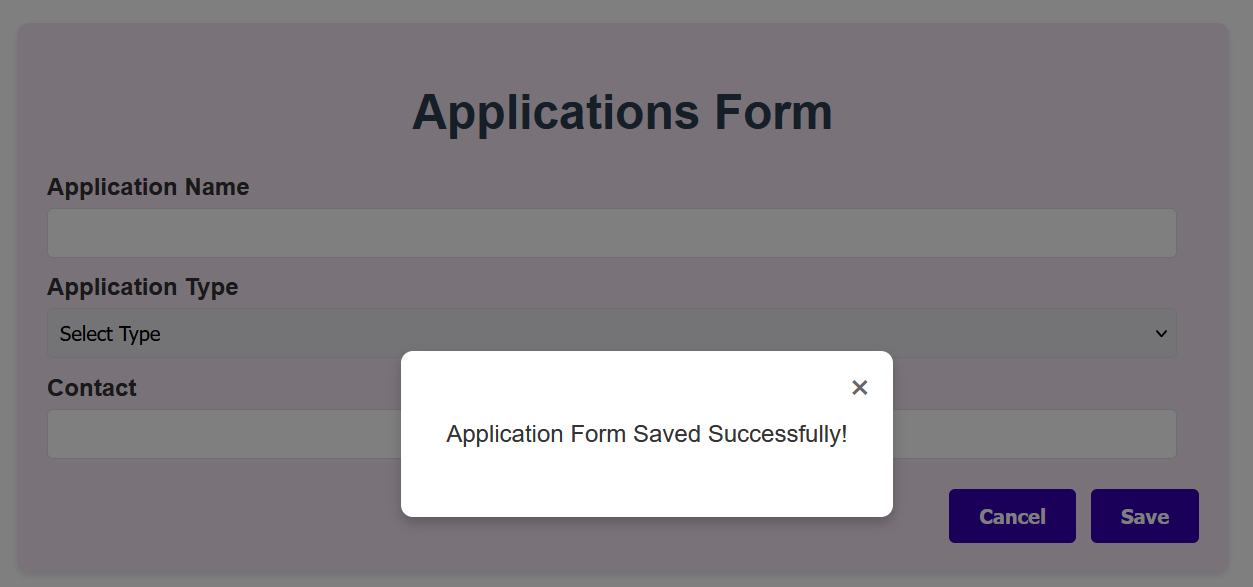 Applications Form
Application Name
Application Type
Select Type
Contact
×
Application Form Saved Successfully!
Cancel
Save